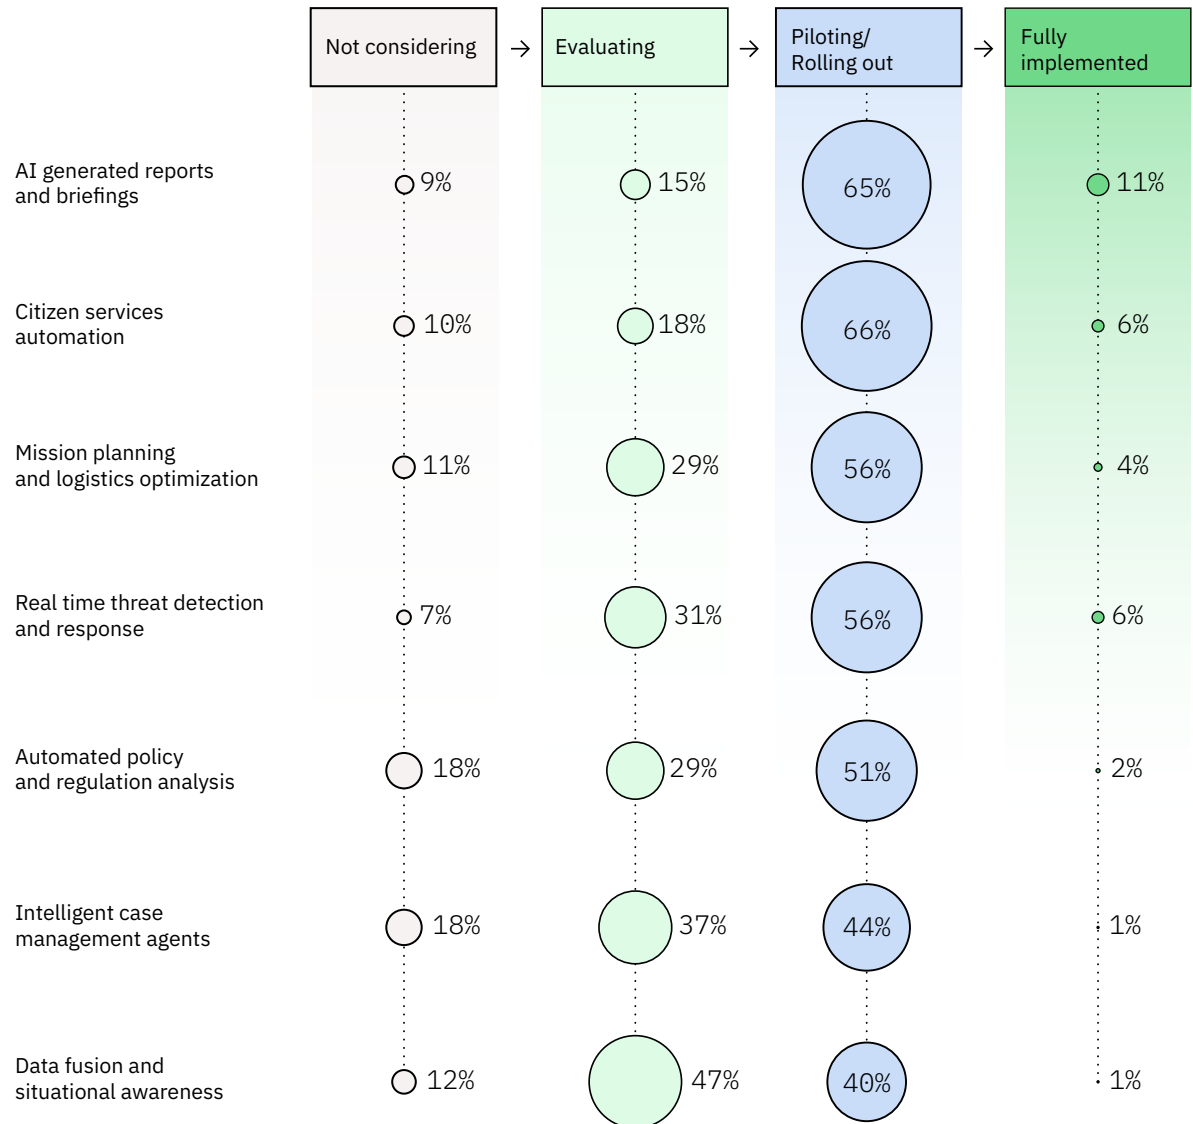 Not considering → Evaluating → Piloting/
Rolling out → Fully
implemented
AI generated reports
and briefings
9% 15% 65% 11%
Citizen services
automation
10% 18% 66% 6%
Mission planning
and logistics optimization
11% 29% 56% 4%
Real time threat detection
and response
7% 31% 56% 6%
Automated policy
and regulation analysis
18% 29% 51% 2%
Intelligent case
management agents
18% 37% 44% 1%
Data fusion and
situational awareness
12% 47% 40% 1%